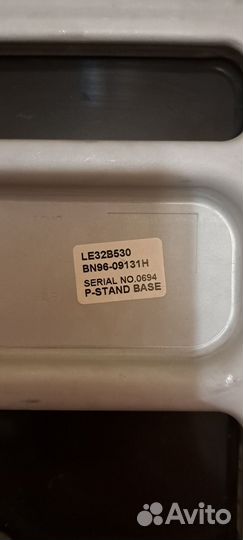 LE32B530
BN96-09131H
SERIAL NO.0694
P-STAND BASE
Avito